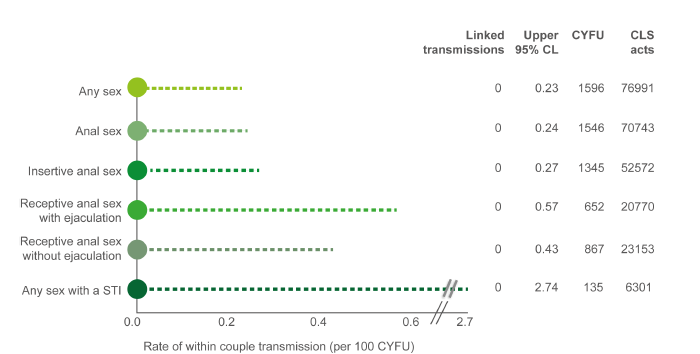 Linked Upper CYFU CLS
transmissions 95% CL acts
Any sex 0 0.23 1596 76991
Anal sex 0 0.24 1546 70743
Insertive anal sex 0 0.27 1345 52572
Receptive anal sex
with ejaculation 0 0.57 652 20770
Receptive anal sex
without ejaculation 0 0.43 867 23153
Any sex with a STI 0 2.74 135 6301
0.0 0.2 0.4 0.6 2.7
Rate of within couple transmission (per 100 CYFU)